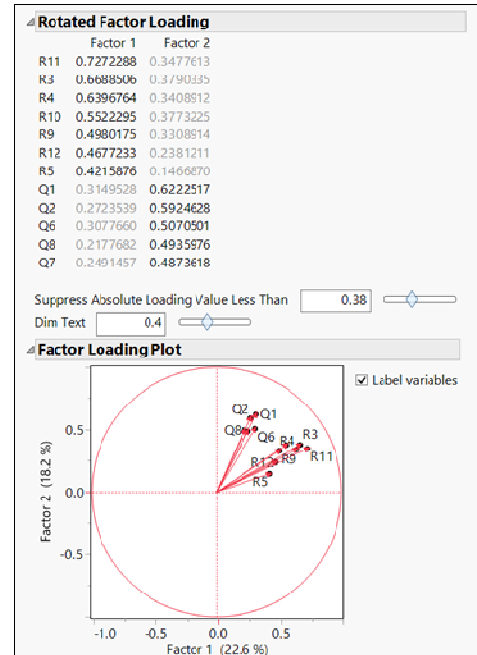 Rotated Factor Loading
Factor 1 Factor 2
R11 0.7272288 0.3477613
R3 0.6688506 0.3790335
R4 0.6396764 0.3408912
R10 0.5522295 0.3773225
R9 0.4980175 0.3308914
R12 0.4677233 0.2381211
R5 0.4215876 0.1466670
Q1 0.3149528 0.6222517
Q2 0.2723539 0.5924628
Q6 0.3077660 0.5070501
Q8 0.2177682 0.4935976
Q7 0.2491457 0.4873618
Suppress Absolute Loading Value Less Than 0.38
Dim Text 0.4
Factor Loading Plot
Label variables
Q2 Q1
Q8 Q6 R4 R3
R12 R9 R11
R5
0.5
0.0
-0.5
Factor 2 (18.2 %)
-1.0 -0.5 0.0 0.5
Factor 1 (22.6 %)